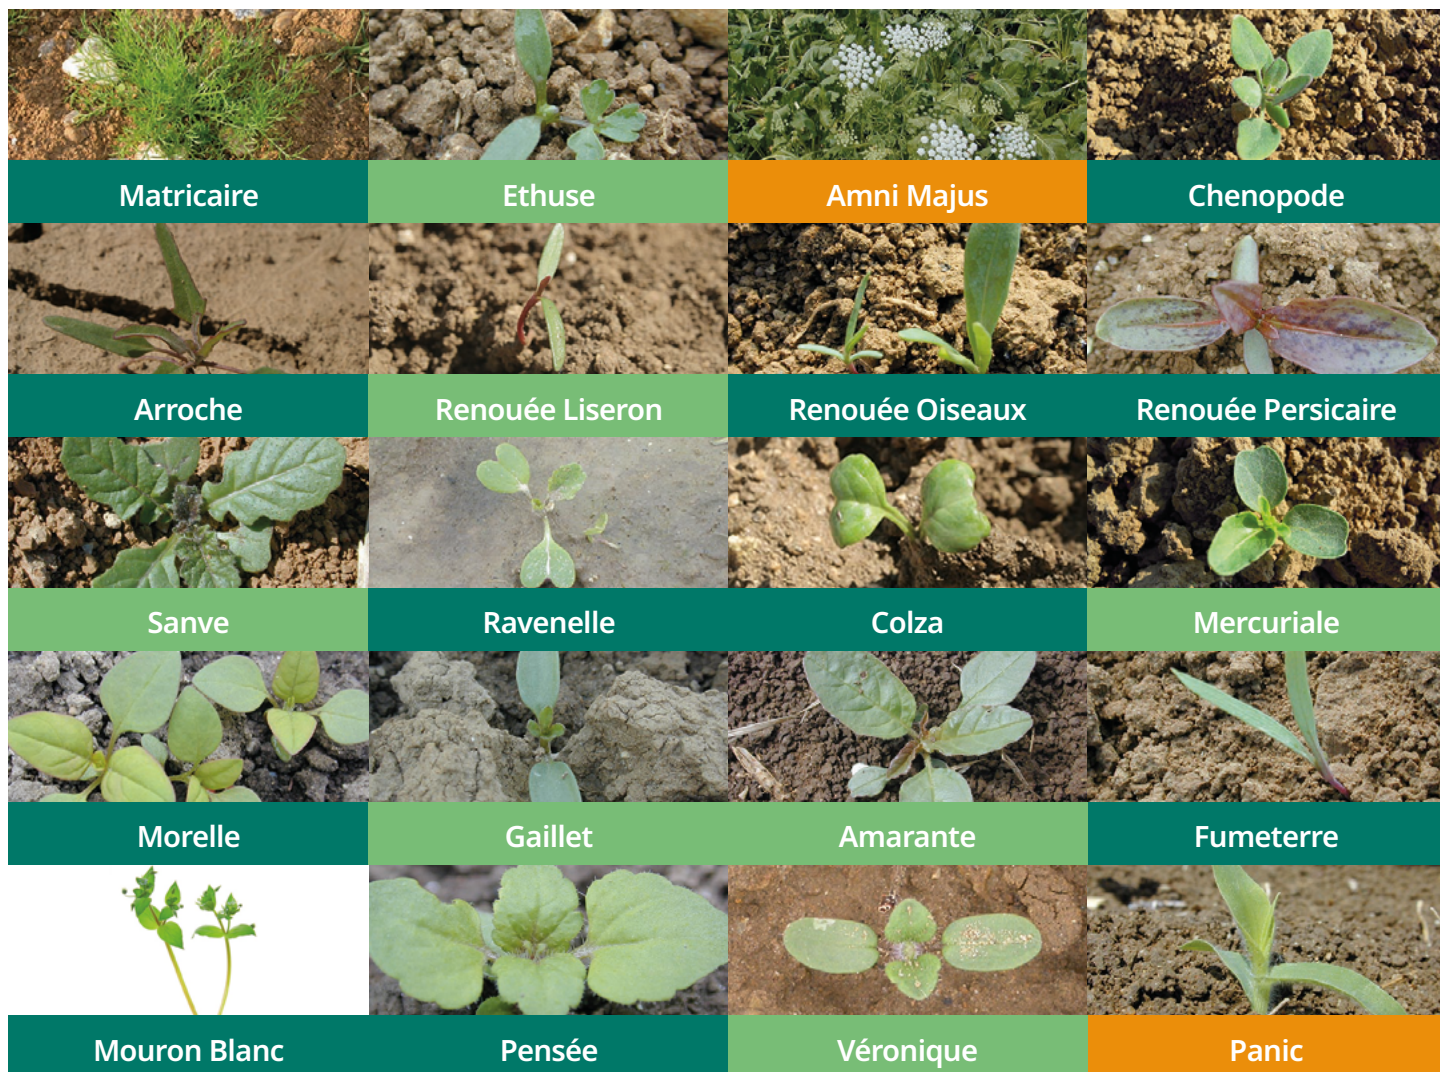 Matricaire
Ethuse
Amni Majus
Chenopode
Arroche
Renouée Liseron
Renouée Oiseaux
Renouée Persicaire
Sanve
Ravenelle
Colza
Mercuriale
Morelle
Gaillet
Amarante
Fumeterre
Mouron Blanc
Pensée
Véronique
Panic